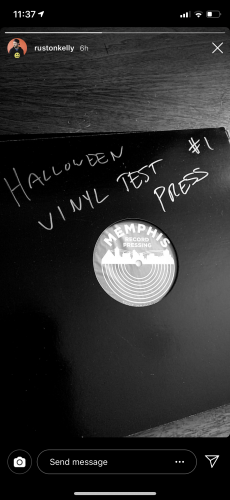 11:37
rustonkelly 6h
HALLOWEEN #1
VINYL TEST
PRESS
MEMPHIS
RECORD
PRESSING
Send message